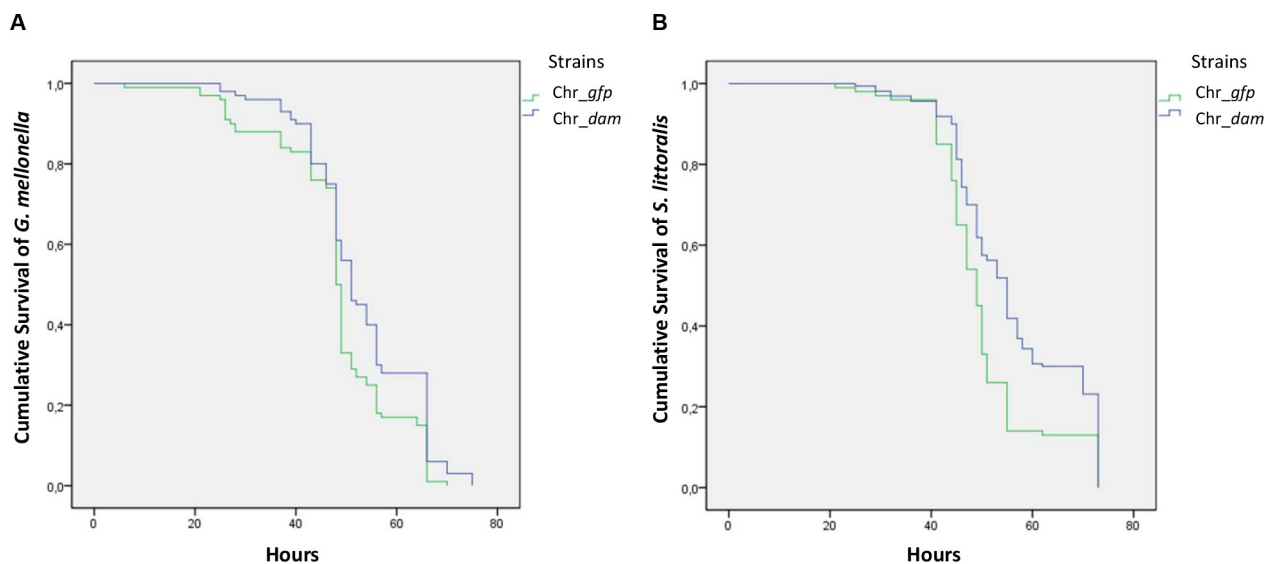 A
Cumulative Survival of G. mellonella
1,0
0,8
0,6
0,4
0,2
0,0
0 20 40 60 80
Hours
Strains
Chr_gfp
Chr_dam
B
Cumulative Survival of S. littoralis
1,0
0,8
0,6
0,4
0,2
0,0
0 20 40 60 80
Hours
Strains
Chr_gfp
Chr_dam